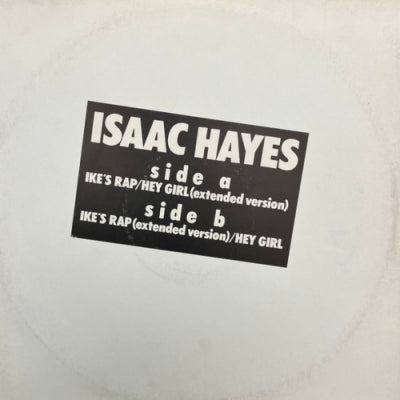 ISAAC HAYES
side a
IKE'S RAP/HEY GIRL(extended version)
side b
IKE'S RAP(extended version)/HEY GIRL